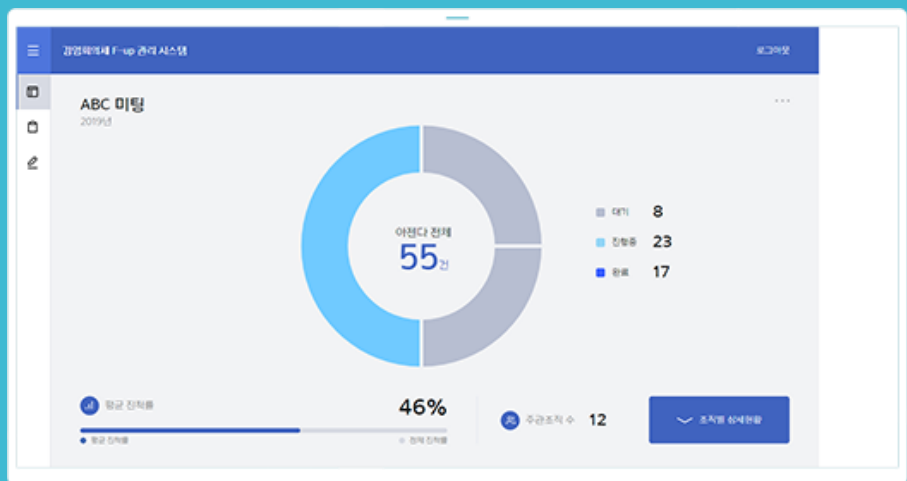 경영회의체 F-up 관리 시스템
로그아웃
ABC 미팅
2019년
아젠다 전체
55건
대기 8
진행중 23
완료 17
평균 진척률 46%
평균 진척률
전체 진척률
주관조직 수 12
조직별 상세현황